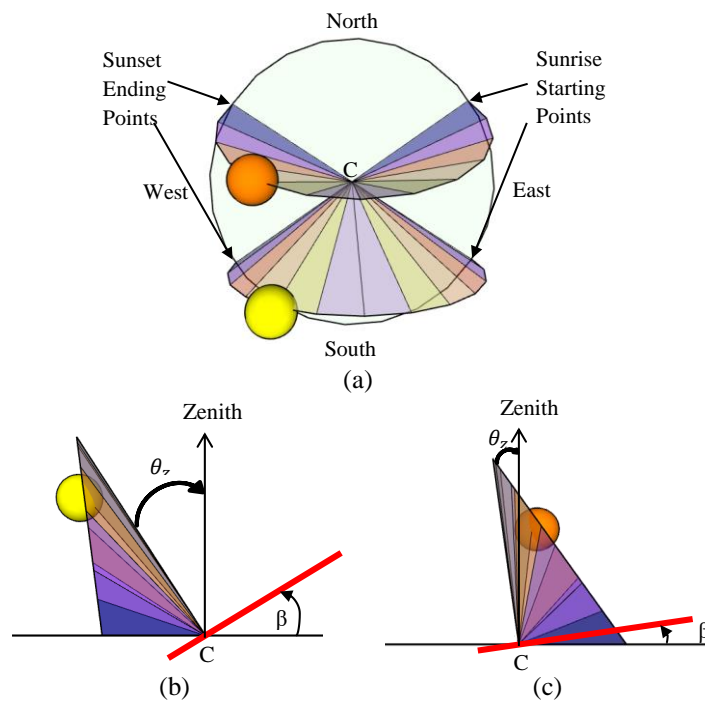 North
Sunset
Ending
Points
Sunrise
Starting
Points
C
West
East
South
(a)
Zenith
θz
β
C
(b)
Zenith
θz
β
C
(c)